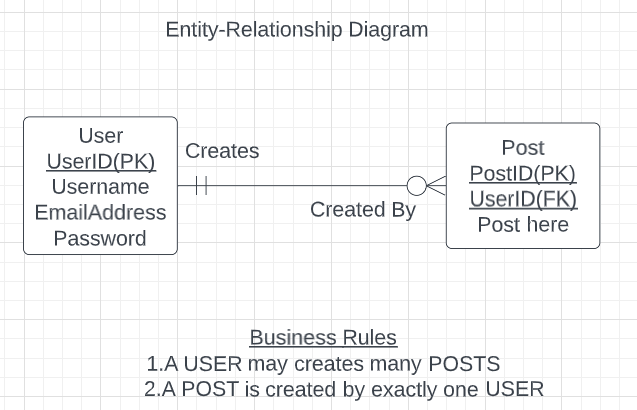 Entity-Relationship Diagram
User
UserID(PK)
Username
EmailAddress
Password
Creates
Created By
Post
PostID(PK)
UserID(FK)
Post here
Business Rules
1.A USER may creates many POSTS
2.A POST is created by exactly one USER